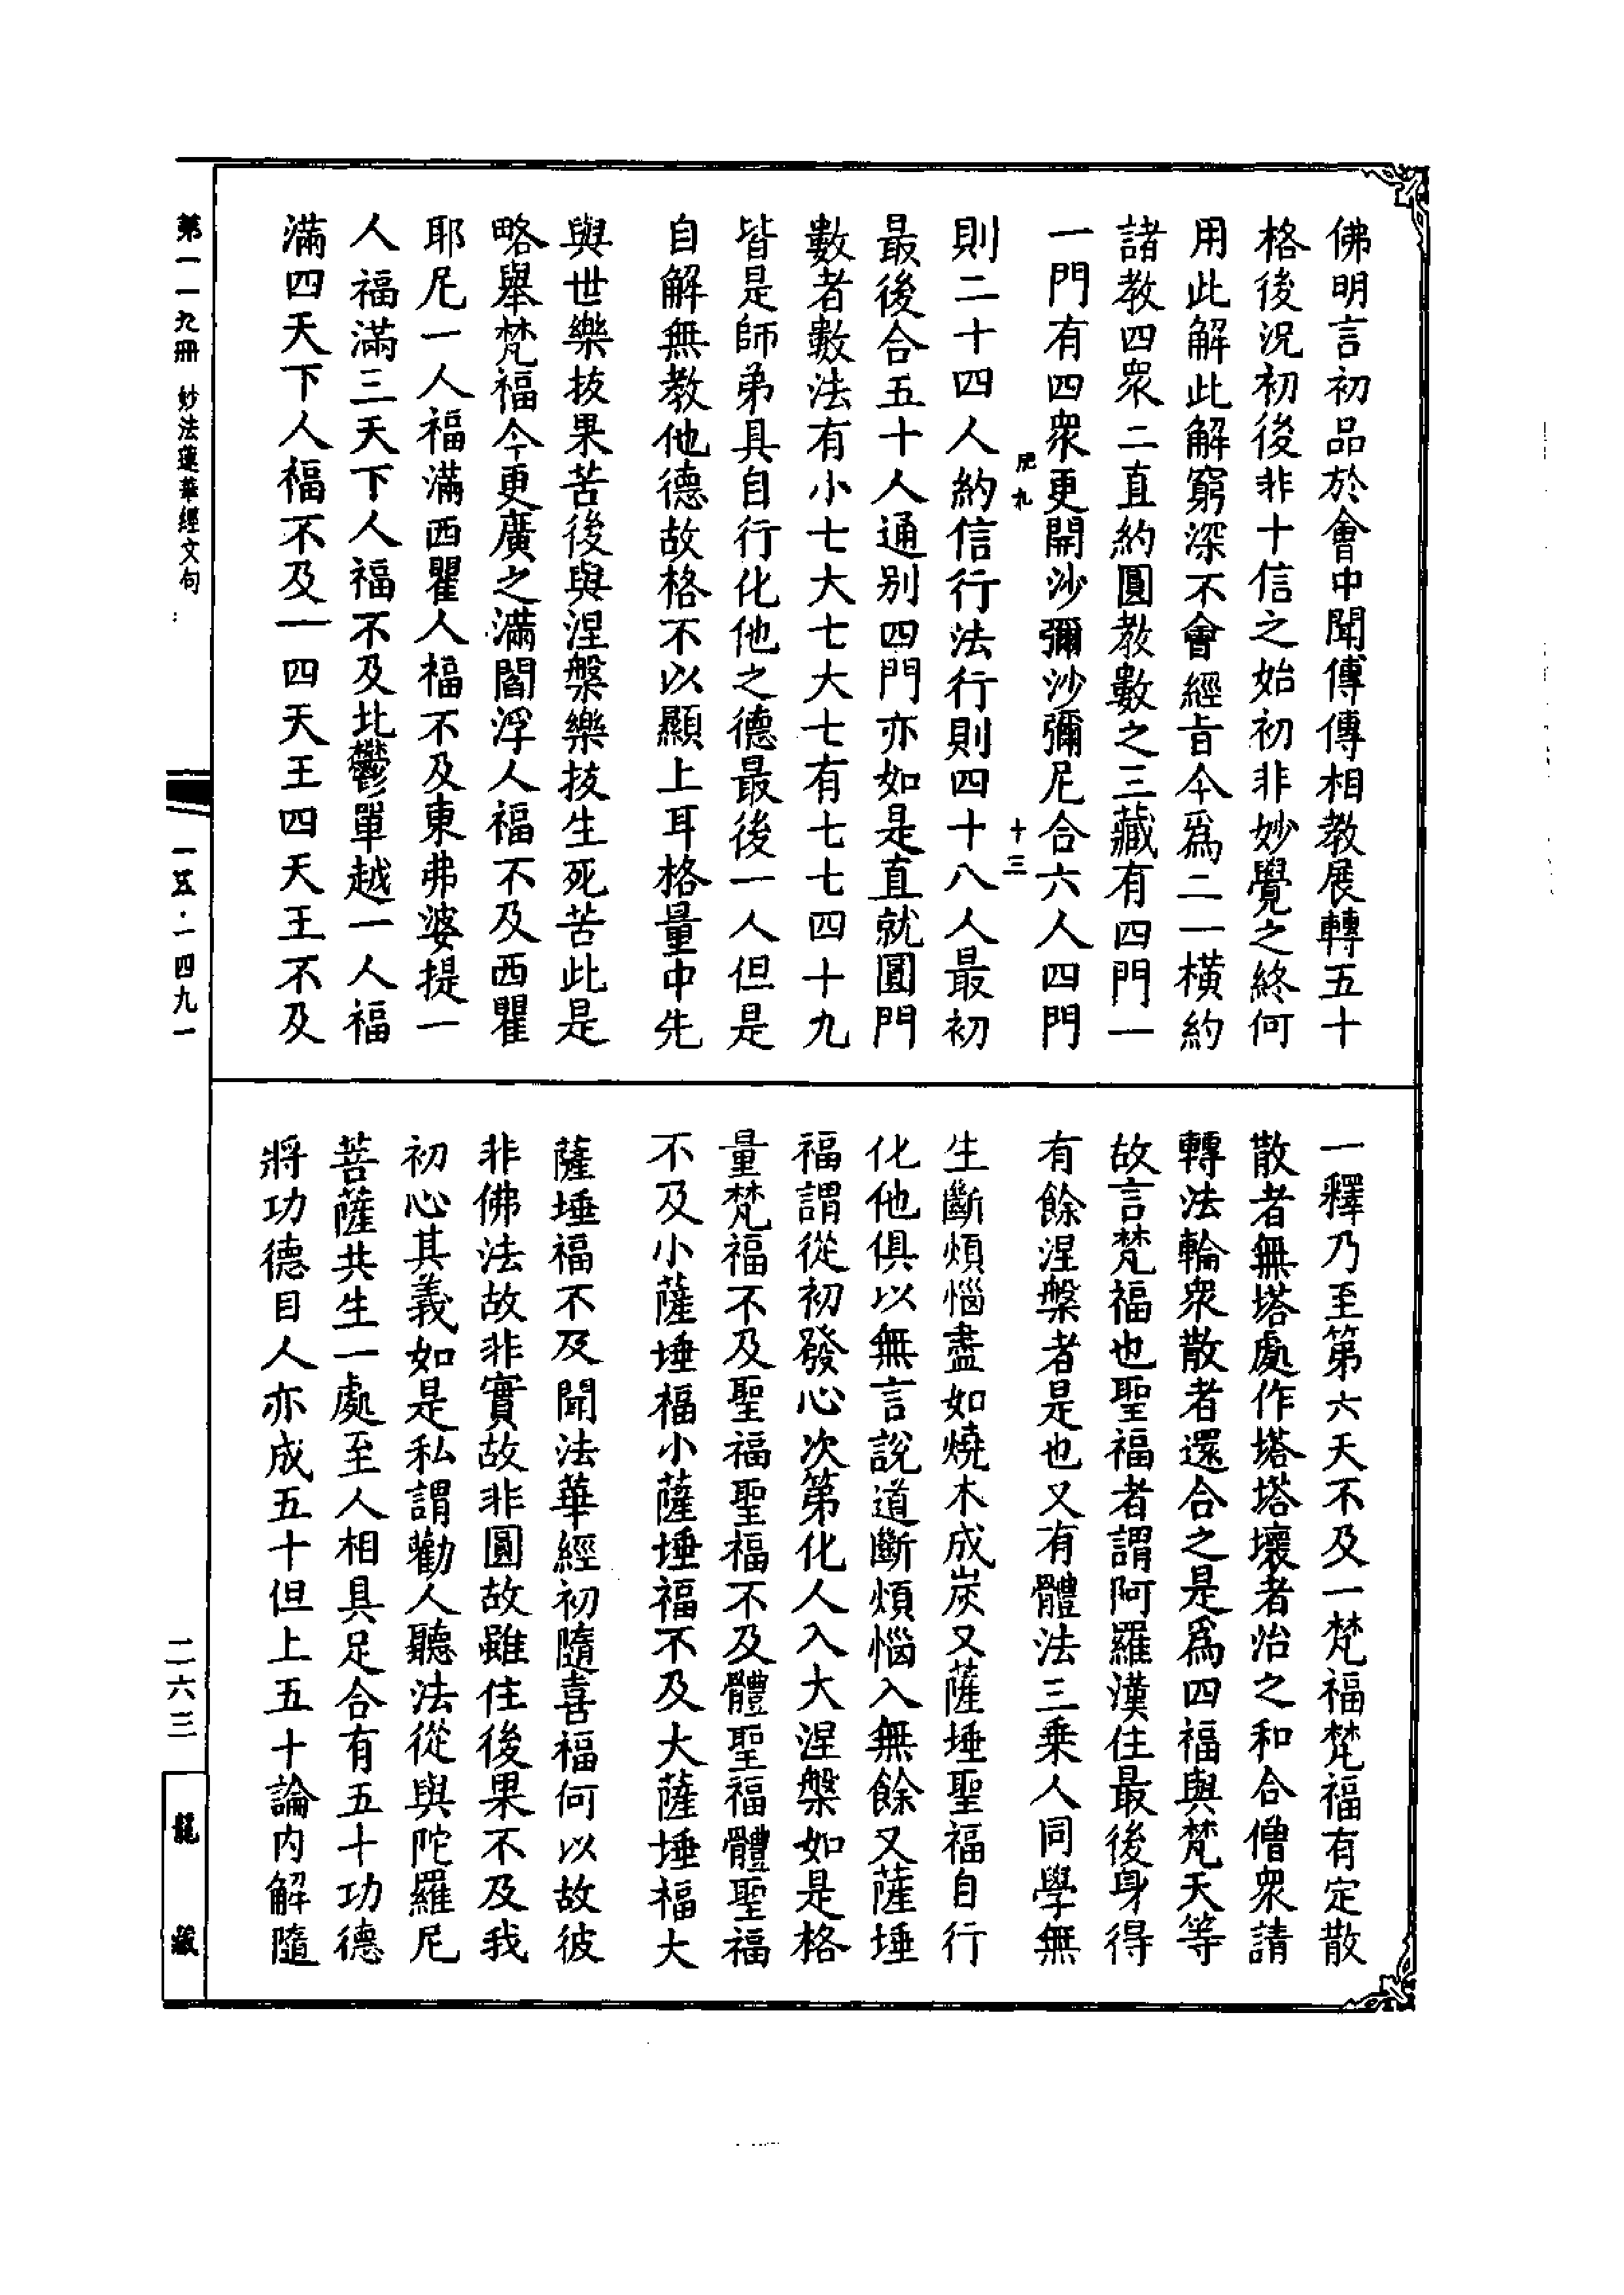 佛明言初品於會中聞傳傳相教展轉五十
格後況初後非十信之始初非妙覺之終何
用此解此解窮深不會經旨今爲二一橫約
諸教四衆二直約圓教數之三藏有四門一
一門有四衆更開沙彌沙彌尼合六人四門
肥九 十三
則二十四人約信行法行則四十八人最初
最後合五十人通別四門亦如是直就圓門
數者數法有小七大七大七有七七四十九
皆是師弟具自行化他之德最後一人但是
自解無教他德故格不以顯上耳格量中先
與世樂拔果苦後與涅槃樂拔生死苦此是
略舉梵福今更廣之滿閻浮人福不及西瞿
耶尼一人福滿西瞿人福不及東弗婆提一
人福滿三天下人福不及北鬱單越一人福
滿四天下人福不及一四天王四天王不及
一釋乃至第六天不及一梵福梵福有定散
散者無塔處作塔塔壞者治之和合僧衆請
轉法輪衆散者還合之是爲四福與梵天等
故言梵福也聖福者謂阿羅漢住最後身得
有餘涅槃者是也又有體法三乘人同學無
生斷煩惱盡如燒木成炭又薩埵聖福自行
化他俱以無言說道斷煩惱入無餘又薩埵
福謂從初發心次第化人入大涅槃如是格
量梵福不及聖福聖福不及體聖福體聖福
不及小薩埵福小薩埵福不及大薩埵福大
薩埵福不及聞法華經初隨喜福何以故彼
非佛法故非實故非圓故雖住後果不及我
初心其義如是私謂勸人聽法從與陀羅尼
菩薩共生一處至人相具足合有五十功德
將功德目人亦成五十但上五十論内解隨
第一一九冊 妙法蓮華經文句
一五·一四九一
二六三
龍藏